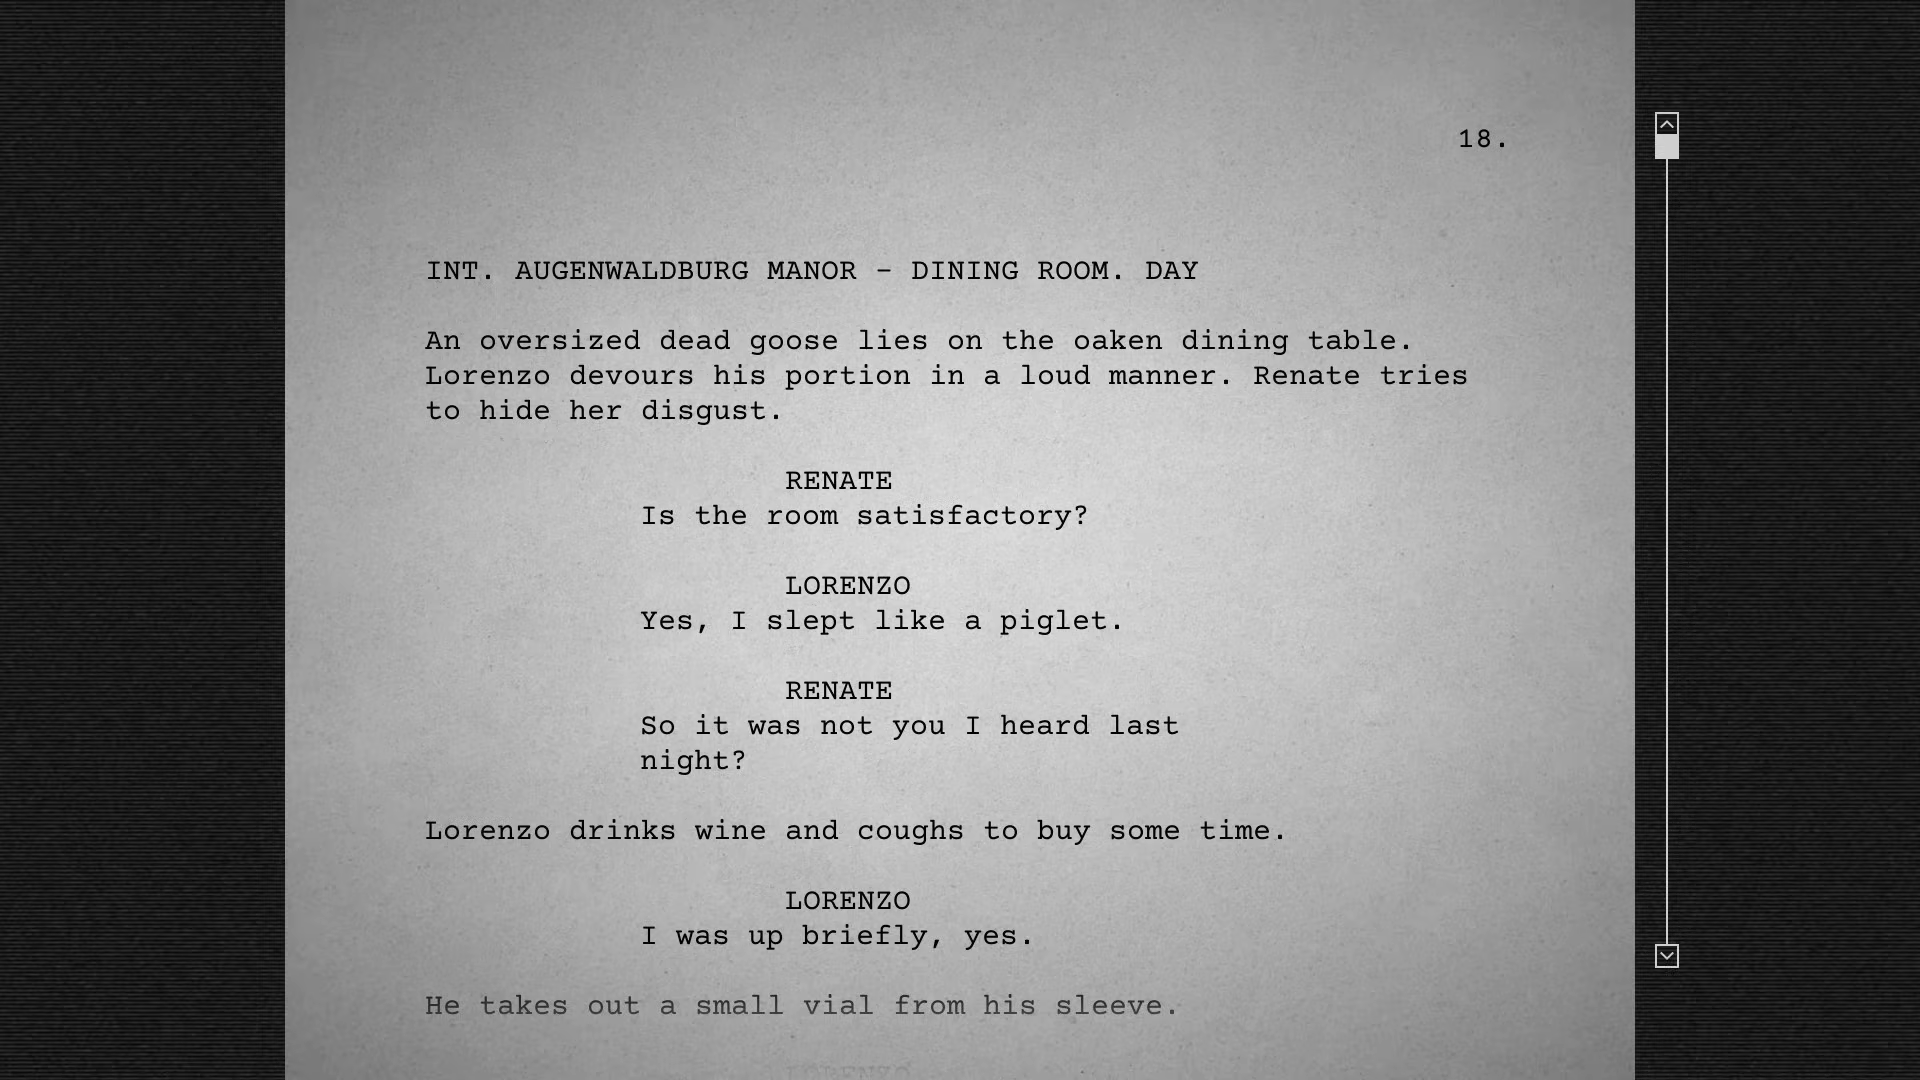 18.
INT. AUGENWALDBURG MANOR – DINING ROOM. DAY
An oversized dead goose lies on the oaken dining table.
Lorenzo devours his portion in a loud manner. Renate tries
to hide her disgust.
RENATE
Is the room satisfactory?
LORENZO
Yes, I slept like a piglet.
RENATE
So it was not you I heard last
night?
Lorenzo drinks wine and coughs to buy some time.
LORENZO
I was up briefly, yes.
He takes out a small vial from his sleeve.
LORENZO